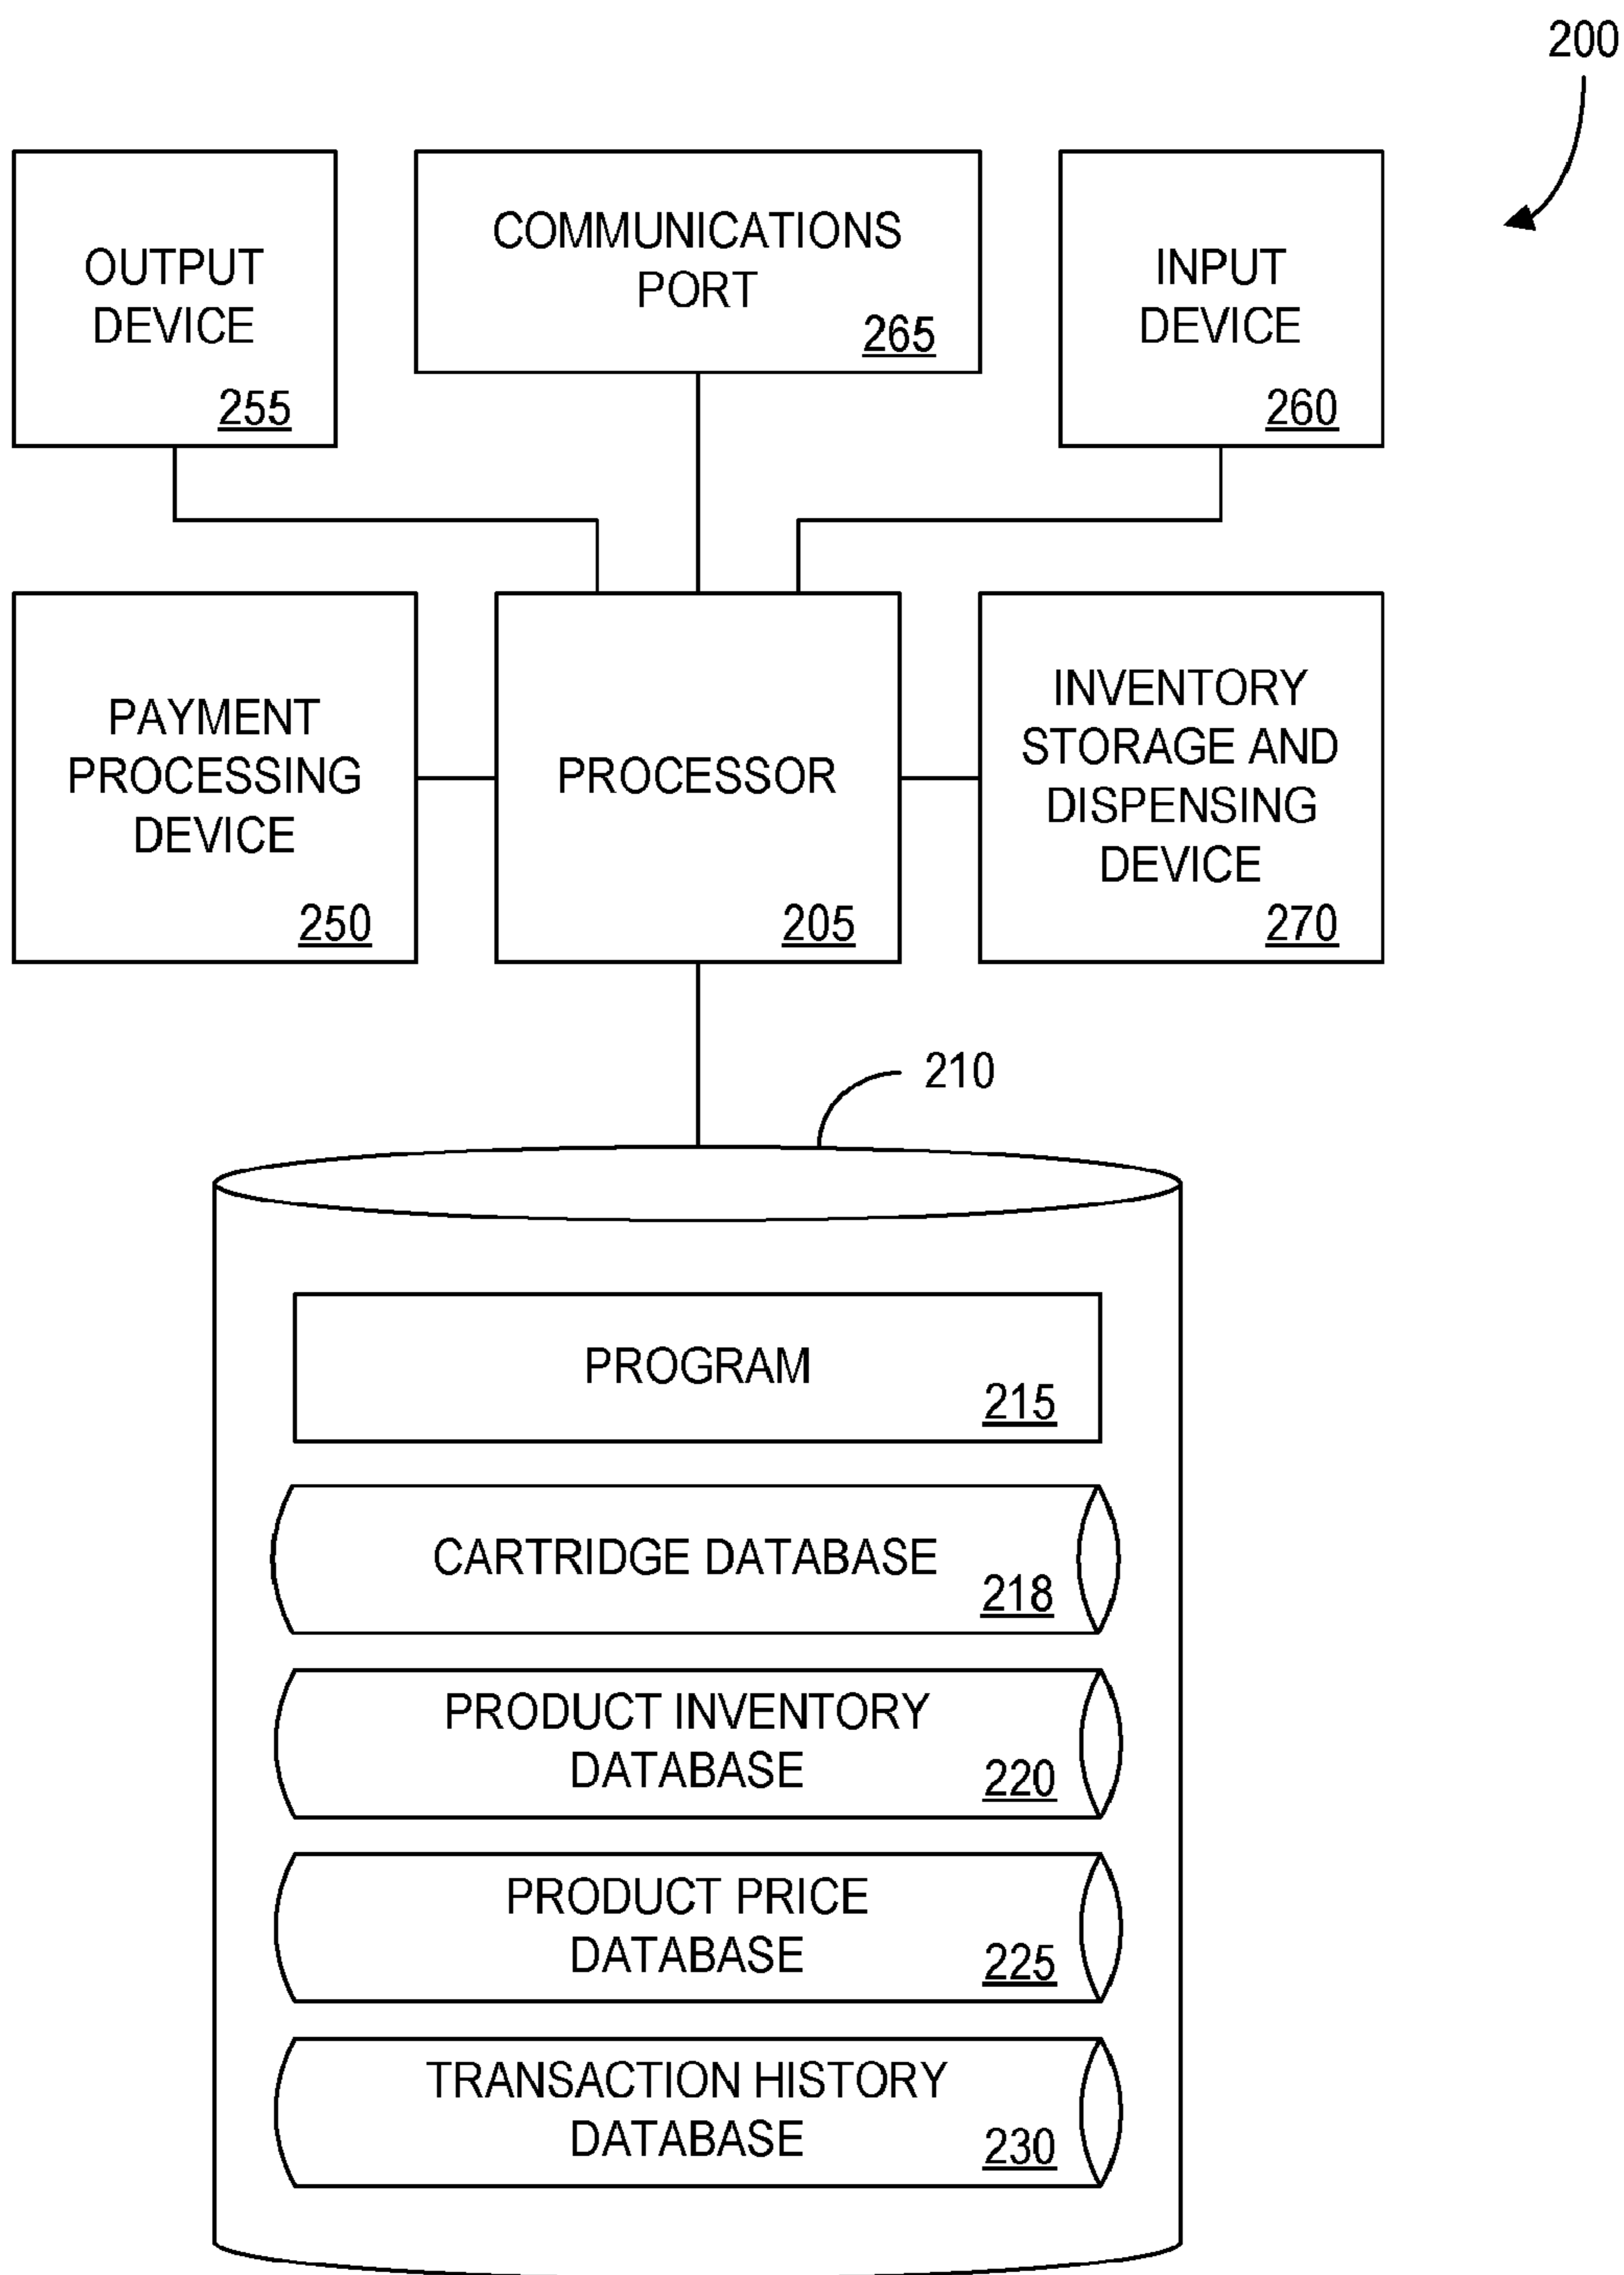 200
OUTPUT
DEVICE
255
COMMUNICATIONS
PORT
265
INPUT
DEVICE
260
PAYMENT
PROCESSING
DEVICE
250
PROCESSOR
205
INVENTORY
STORAGE AND
DISPENSING
DEVICE
270
210
PROGRAM
215
CARTRIDGE DATABASE
218
PRODUCT INVENTORY
DATABASE
220
PRODUCT PRICE
DATABASE
225
TRANSACTION HISTORY
DATABASE
230